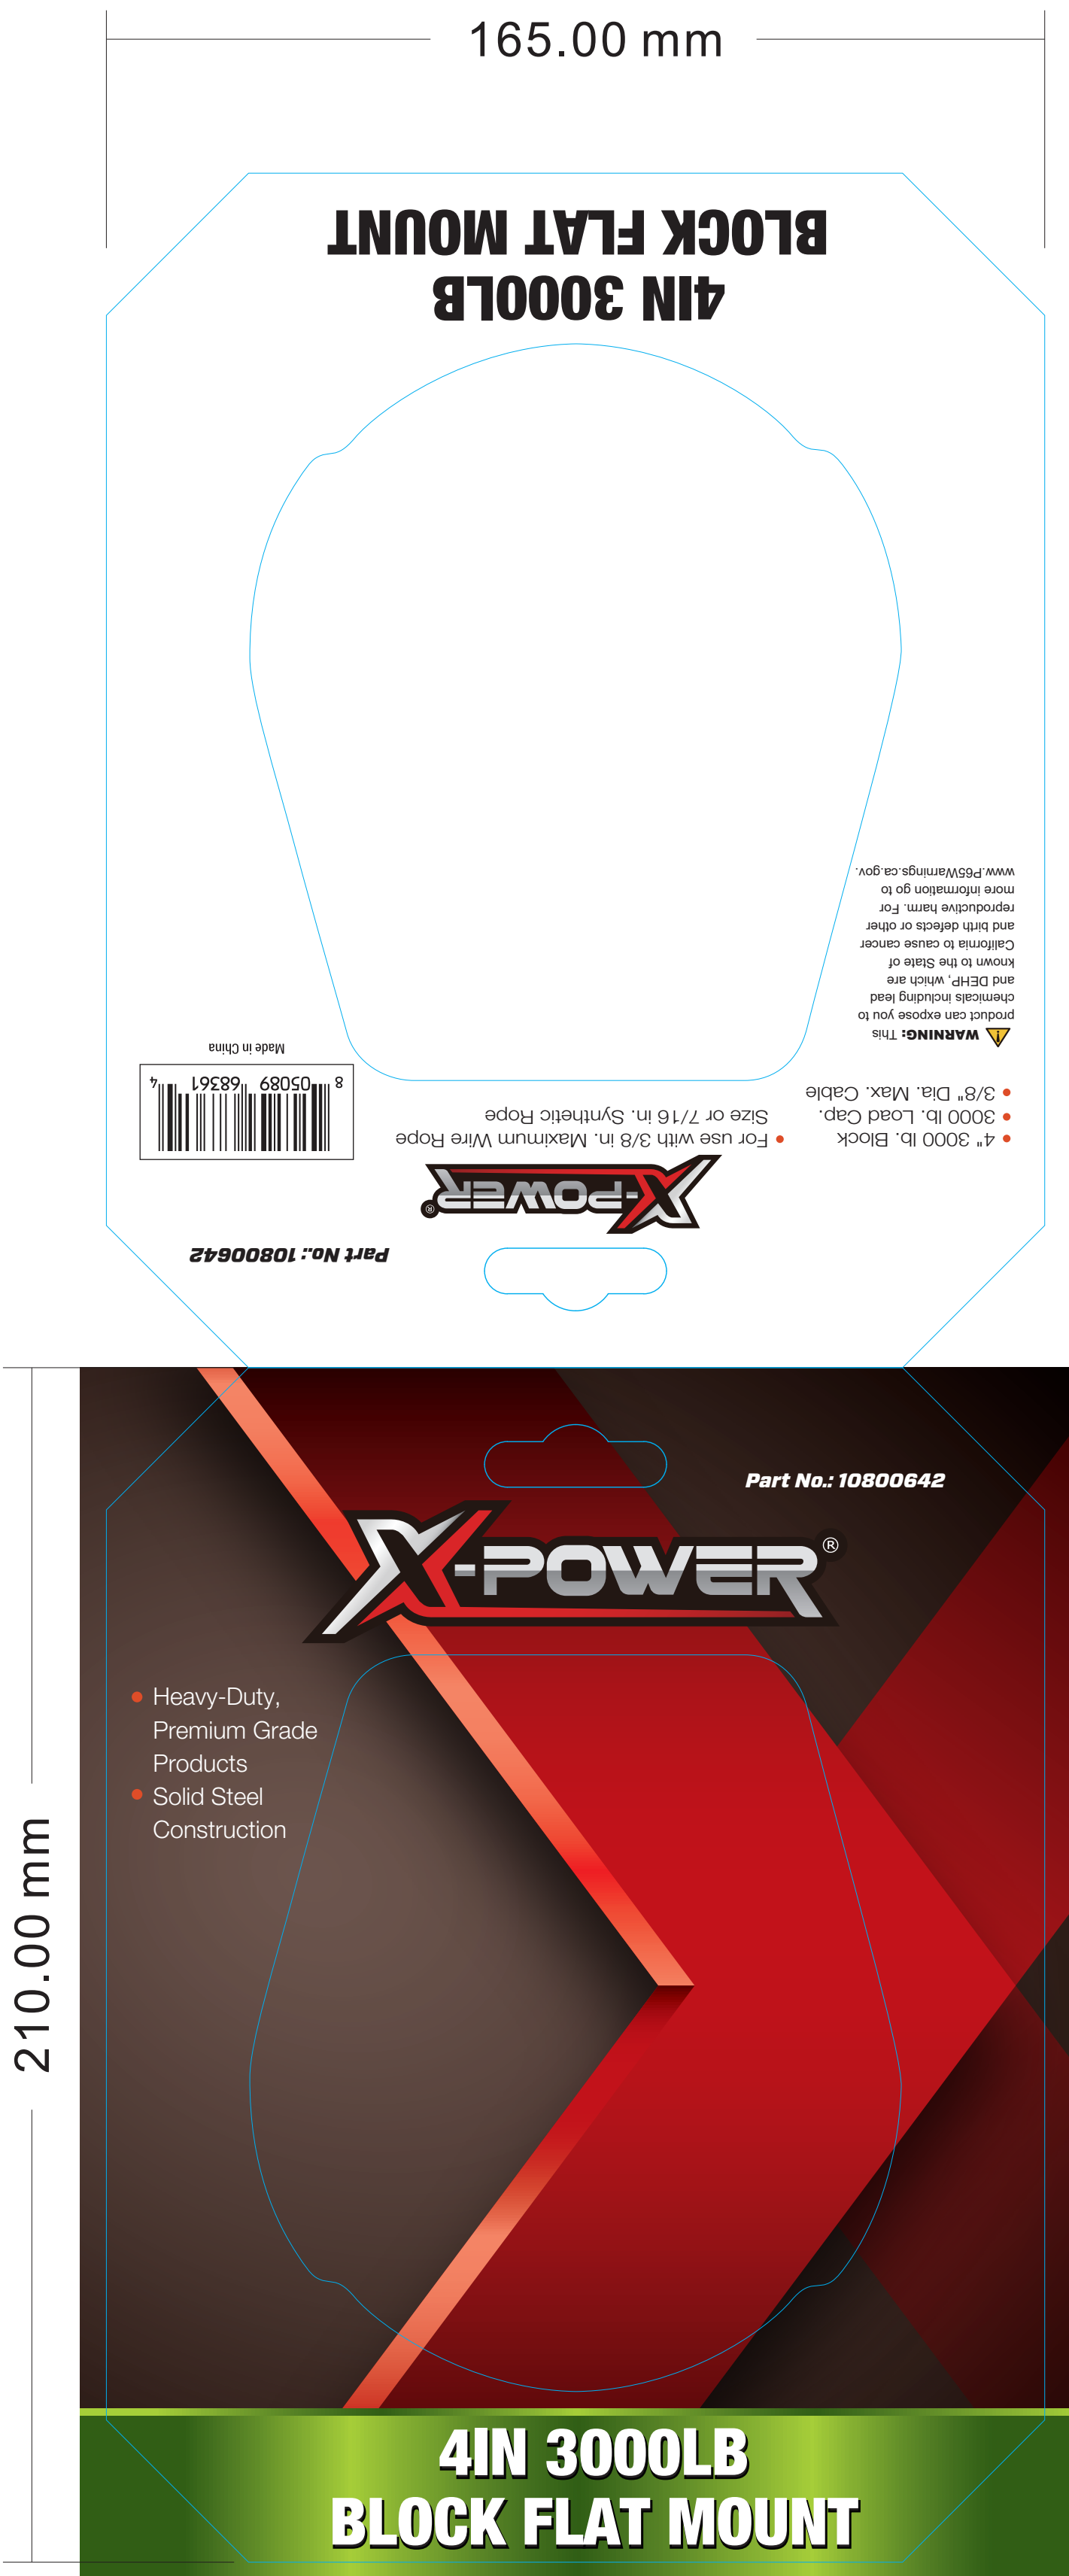 165.00 mm
4IN 3000LB
BLOCK FLAT MOUNT
Part No.: 10800642
X-POWER®
4" 3000 lb. Block
3000 lb. Load Cap.
3/8" Dia. Max. Cable
For use with 3/8 in. Maximum Wire Rope
Size or 7/16 in. Synthetic Rope
8 05089 68361 4
Made in China
WARNING: This
product can expose you to
chemicals including lead
and DEHP, which are
known to the State of
California to cause cancer
and birth defects or other
reproductive harm. For
more information go to
www.P65Warnings.ca.gov.
210.00 mm
Part No.: 10800642
X-POWER®
Heavy-Duty,
Premium Grade
Products
Solid Steel
Construction
4IN 3000LB
BLOCK FLAT MOUNT